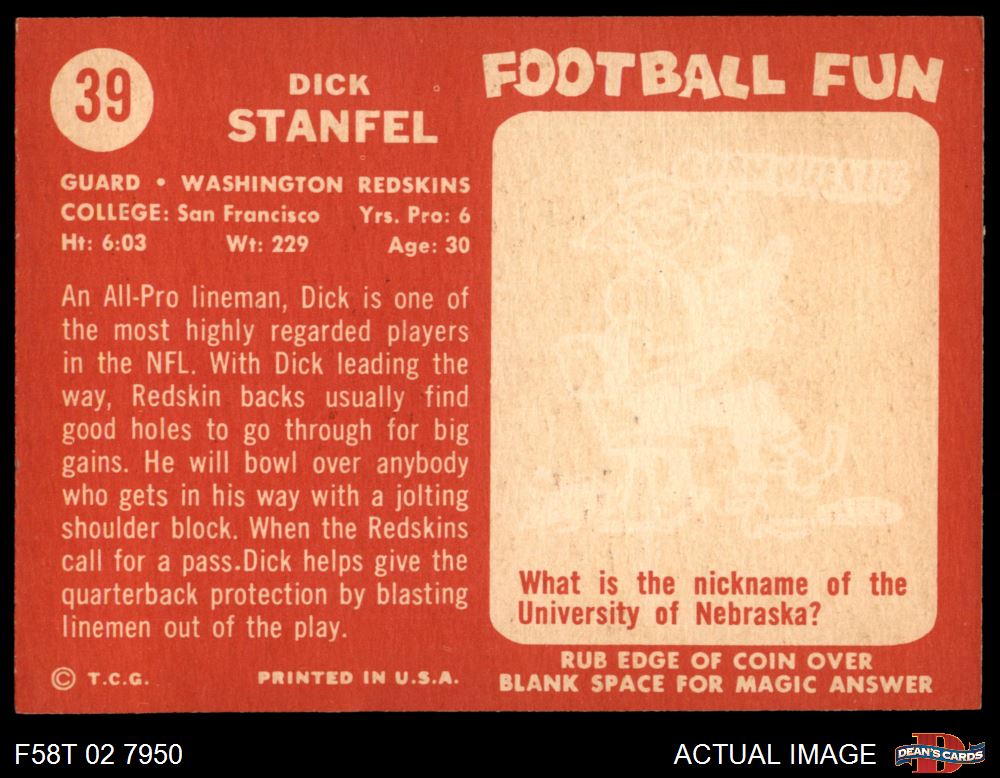 39
DICK
STANFEL
GUARD • WASHINGTON REDSKINS
COLLEGE: San Francisco Yrs. Pro: 6
Ht: 6:03 Wt: 229 Age: 30
An All-Pro lineman, Dick is one of
the most highly regarded players
in the NFL. With Dick leading the
way, Redskin backs usually find
good holes to go through for big
gains. He will bowl over anybody
who gets in his way with a jolting
shoulder block. When the Redskins
call for a pass.Dick helps give the
quarterback protection by blasting
linemen out of the play.
© T.C.G. PRINTED IN U.S.A.
FOOTBALL FUN
What is the nickname of the
University of Nebraska?
RUB EDGE OF COIN OVER
BLANK SPACE FOR MAGIC ANSWER
F58T 02 7950
ACTUAL IMAGE
DEAN'S CARDS